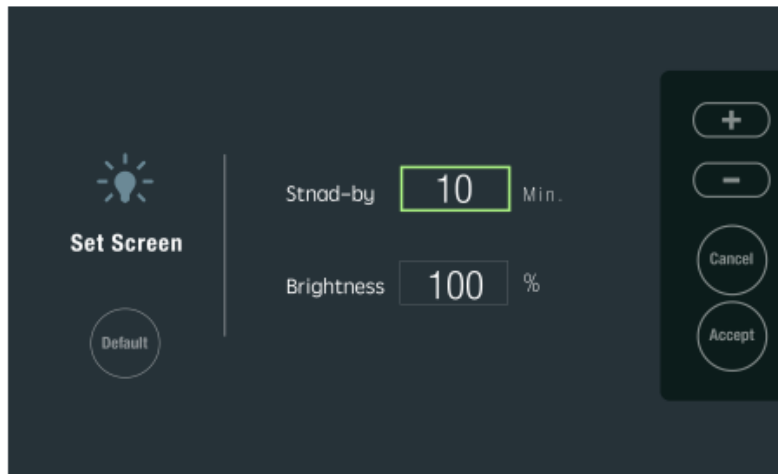 Set Screen
Default
Stnad-by 10 Min.
Brightness 100 %
+
-
Cancel
Accept